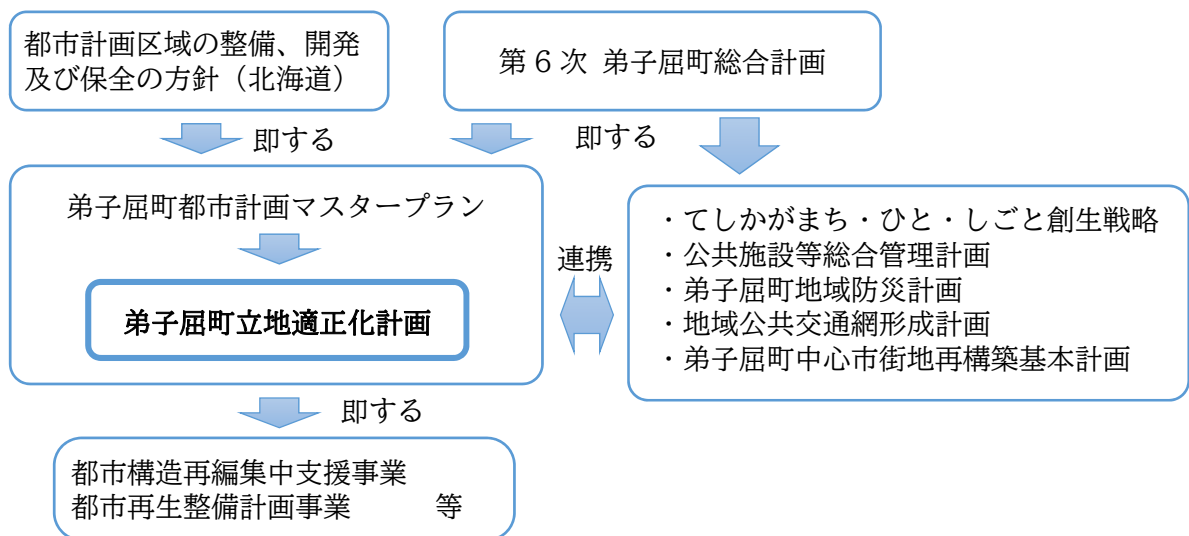 都市計画区域の整備、開発
及び保全の方針（北海道）
第６次 弟子屈町総合計画
即する
即する
弟子屈町都市計画マスタープラン
弟子屈町立地適正化計画
連携
・てしかがまち・ひと・しごと創生戦略
・公共施設等総合管理計画
・弟子屈町地域防災計画
・地域公共交通網形成計画
・弟子屈町中心市街地再構築基本計画
即する
都市構造再編集中支援事業
都市再生整備計画事業　　　等